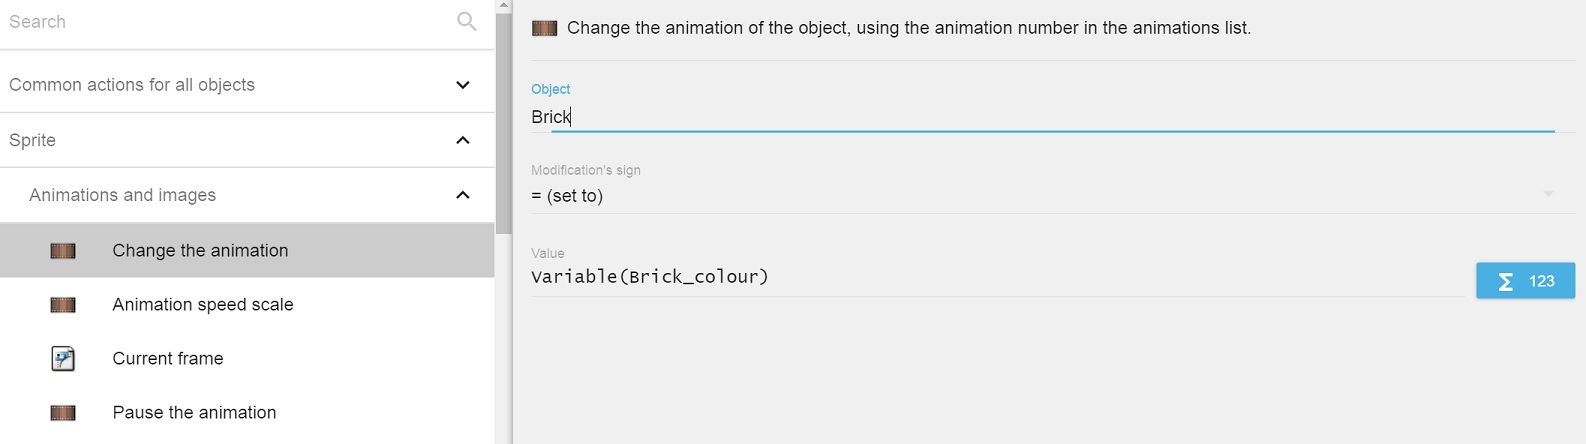 Search
Common actions for all objects
Sprite
Animations and images
Change the animation
Animation speed scale
Current frame
Pause the animation
Change the animation of the object, using the animation number in the animations list.
Object
Brick
Modification's sign
= (set to)
Value
Variable(Brick_colour)
Σ 123